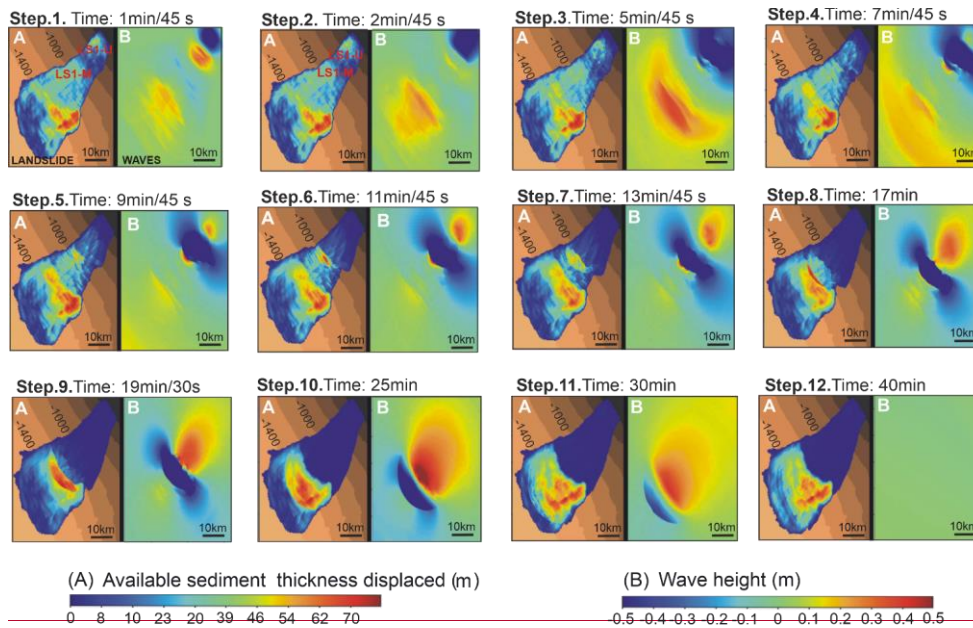 Step.1. Time: 1min/45 s
A
B
-1000
-1400
LS1-M
LANDSLIDE
WAVES
10km
10km
Step.2. Time: 2min/45 s
A
B
-1000
-1400
LS1-M
10km
10km
Step.3. Time: 5min/45 s
A
B
-1000
-1400
10km
10km
Step.4. Time: 7min/45 s
A
B
-1000
-1400
10km
10km
Step.5. Time: 9min/45 s
A
B
-1000
-1400
10km
10km
Step.6. Time: 11min/45 s
A
B
-1000
-1400
10km
10km
Step.7. Time: 13min/45 s
A
B
-1000
-1400
10km
10km
Step.8. Time: 17min
A
B
-1000
-1400
10km
10km
Step.9.Time: 19min/30s
A
B
-1000
-1400
10km
10km
Step.10. Time: 25min
A
B
-1000
-1400
10km
10km
Step.11.Time: 30min
A
B
-1000
-1400
10km
10km
Step.12. Time: 40min
A
B
-1000
-1400
10km
10km
(A) Available sediment thickness displaced (m)
0 8 10 23 20 39 46 54 62 70
(B) Wave height (m)
-0.5 -0.4 -0.3 -0.2 -0.1 0 0.1 0.2 0.3 0.4 0.5